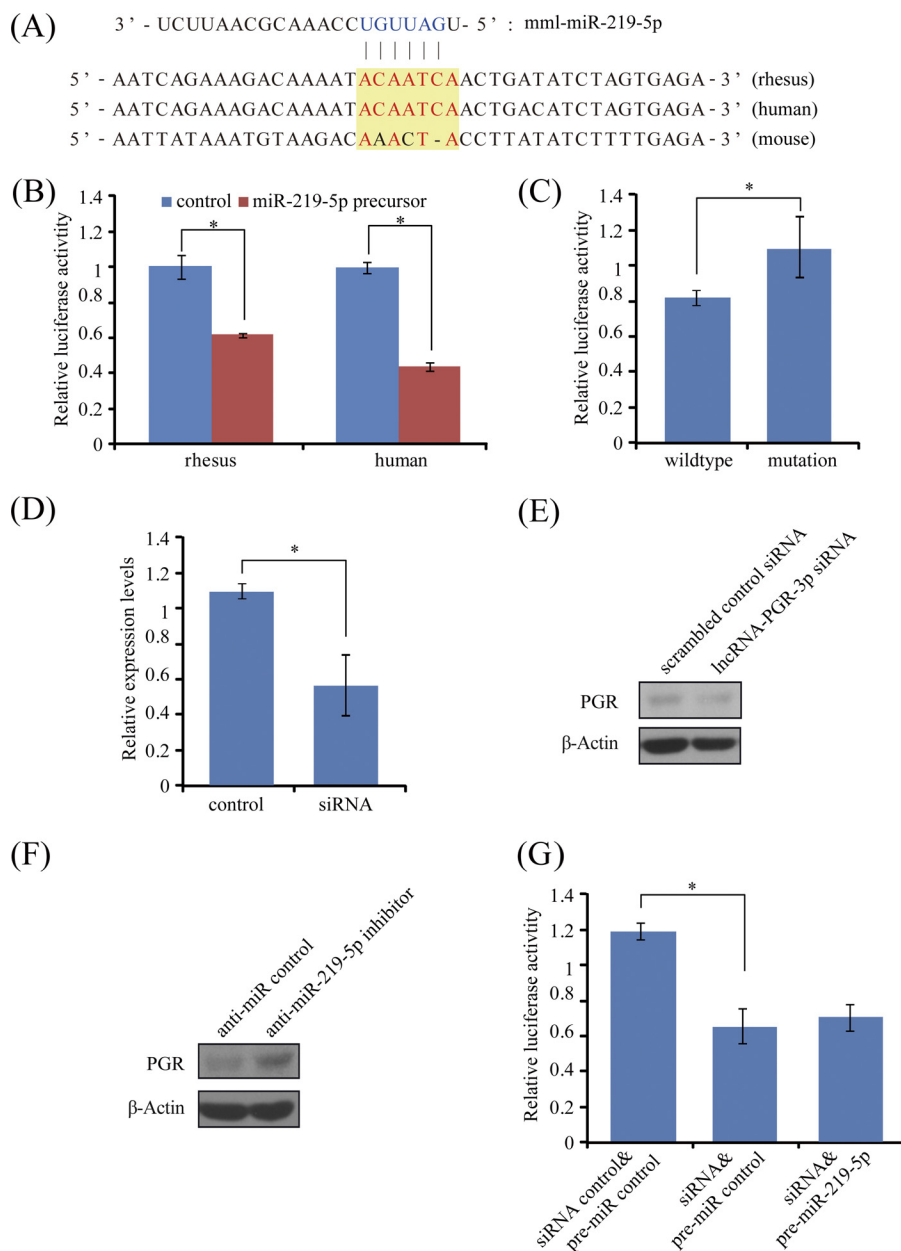 (A)
3’ - UCUUAACGCAAACCUGUUAGU- 5’ : mml-miR-219-5p
5’ - AATCAGAAAGACAAAATACAATCAACTGATATCTAGTGAGA-3’ (rhesus)
5’ - AATCAGAAAGACAAAATACAATCAACTGACATCTAGTGAGA-3’ (human)
5’ - AATTATAAATGTAAGACAAACT-ACCTTATATCTTTTGAGA-3’ (mouse)
(B)
Relative luciferase activtity
1.4
1.2
1
0.8
0.6
0.4
0.2
0
control
miR-219-5p precursor
*
*
rhesus
human
(C)
Relative luciferase activity
1.4
1.2
1
0.8
0.6
0.4
0.2
0
*
wildtype
mutation
(D)
Relative expression levels
1.4
1.2
1
0.8
0.6
0.4
0.2
0
*
control
siRNA
(E)
scrambled control siRNA
lncRNA-PGR-3p siRNA
PGR
β-Actin
(F)
anti-miR control
anti-miR-219-5p inhibitor
PGR
β-Actin
(G)
Relative luciferase activtity
1.4
1.2
1
0.8
0.6
0.4
1.2
0
*
siRNA control&
pre-miR control
siRNA&
pre-miR control
siRNA&
pre-miR-219-5p